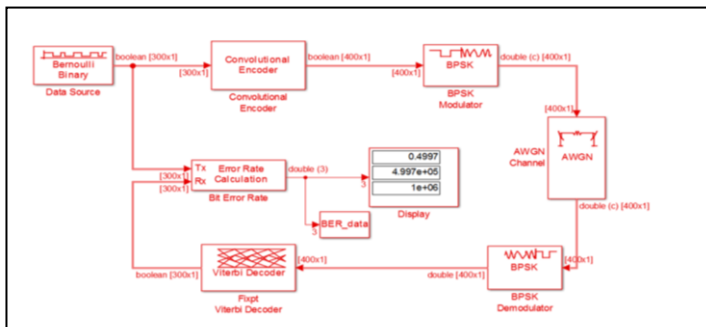 Bernoulli
Binary
Data Source
boolean [300x1]
[300x1]
Convolutional
Encoder
Convolutional
Encoder
boolean [400x1]
[400x1]
BPSK
BPSK
Modulator
double (c) [400x1]
[400x1]
AWGN
Channel
AWGN
double (c) [400x1]
Tx
Rx
[300x1]
[300x1]
Error Rate
Calculation
Bit Error Rate
double (3)
3
0.4997
4.997e+05
1e+06
Display
3
BER_data
boolean [300x1]
Viterbi Decoder
Fixpt
Viterbi Decoder
[400x1]
double [400x1]
BPSK
BPSK
Demodulator
[400x1]